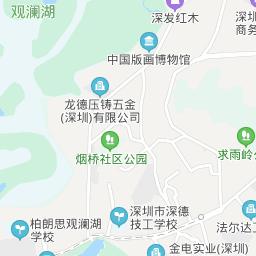 观澜湖
深发红木
深圳
商务
中国版画博物馆
龙德压铸五金
(深圳)有限公司
烟桥社区公园
求雨岭公
深圳市深德
技工学校
柏朗思观澜湖
学校
法尔达工
金电实业(深圳)